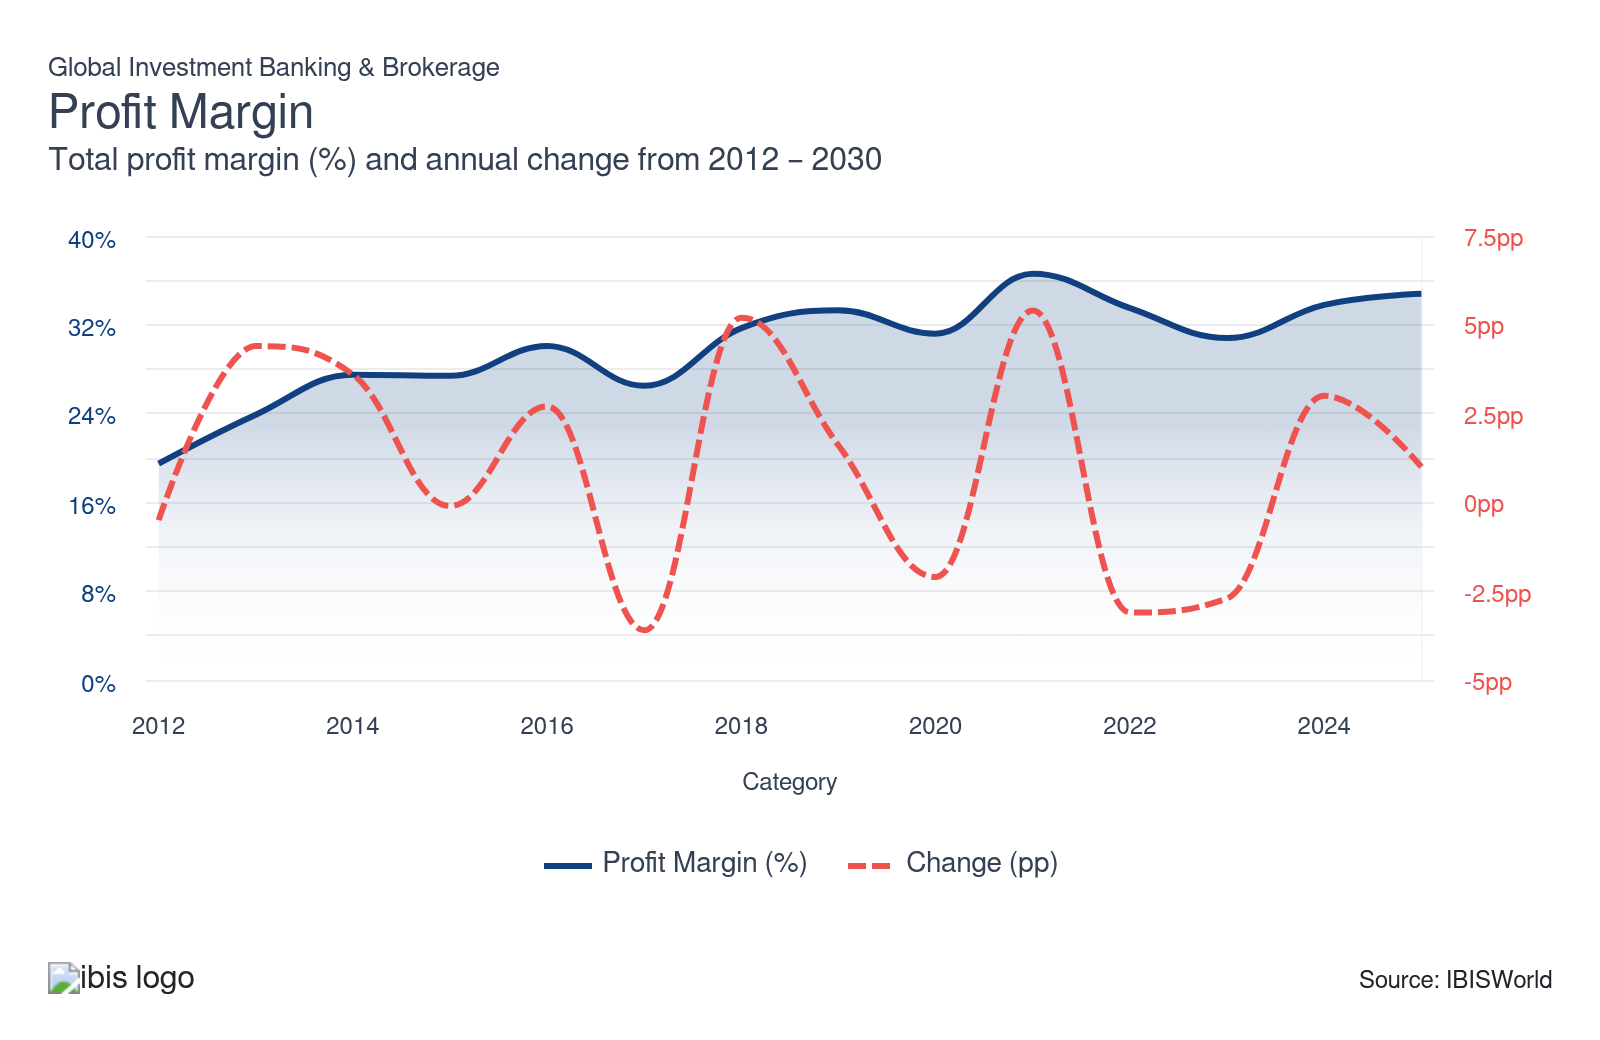 Global Investment Banking & Brokerage
Profit Margin
Total profit margin (%) and annual change from 2012 – 2030
40%
32%
24%
16%
8%
0%
7.5pp
5pp
2.5pp
0pp
-2.5pp
-5pp
2012 2014 2016 2018 2020 2022 2024
Category
Profit Margin (%) Change (pp)
ibis logo
Source: IBISWorld